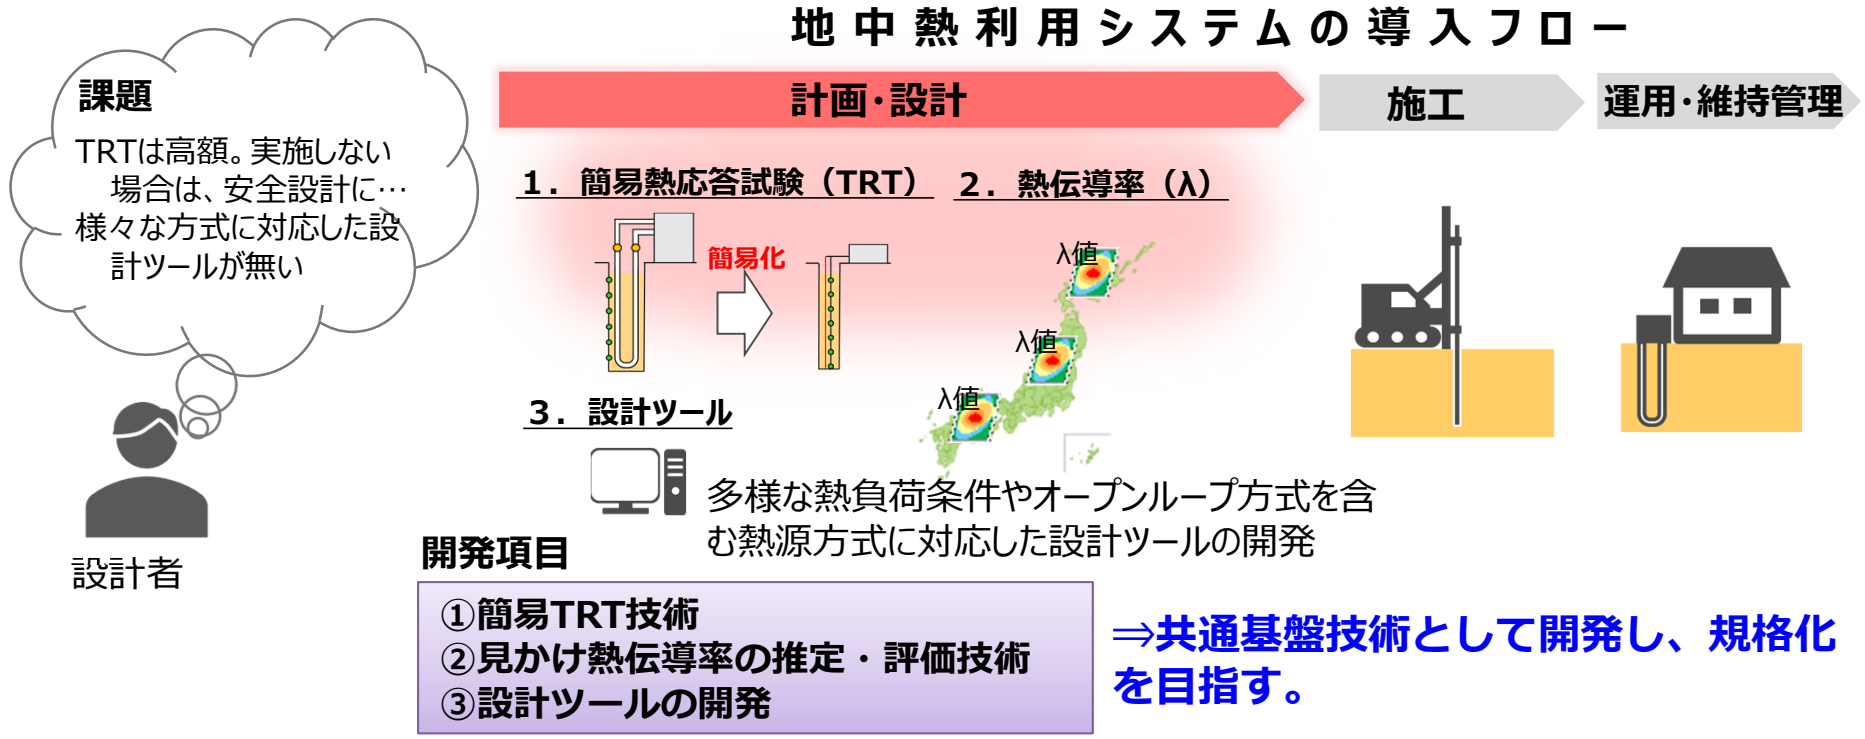 地中熱利用システムの導入フロー
課題
TRTは高額。実施しない
場合は、安全設計に…
様々な方式に対応した設
計ツールが無い
設計者
計画・設計
施工
運用・維持管理
１．簡易熱応答試験（TRT）
２．熱伝導率（λ）
簡易化
λ値
λ値
λ値
３．設計ツール
多様な熱負荷条件やオープンループ方式を含
む熱源方式に対応した設計ツールの開発
開発項目
①簡易TRT技術
②見かけ熱伝導率の推定・評価技術
③設計ツールの開発
⇒共通基盤技術として開発し、規格化
を目指す。